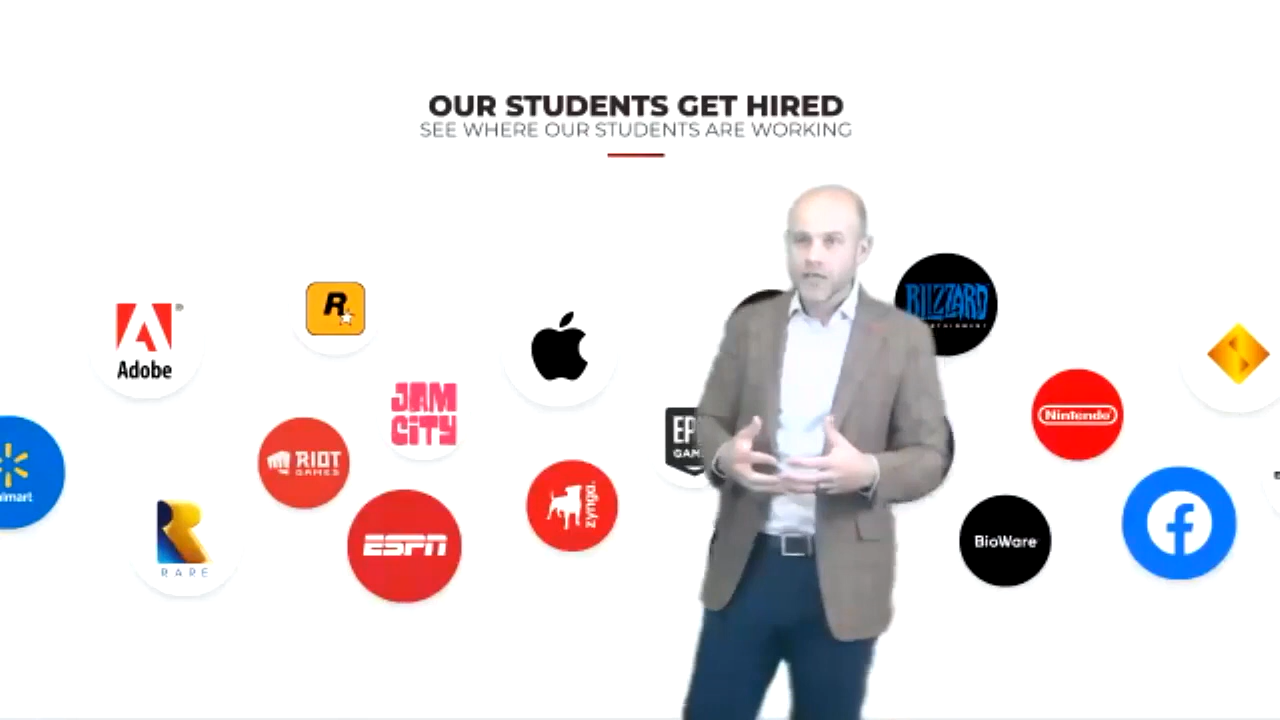 OUR STUDENTS GET HIRED
SEE WHERE OUR STUDENTS ARE WORKING
Adobe
R
BLIZZARD
JAM
CITY
Nintendo
RIOT
GAMES
zynga
BioWare
ESPN
RARE